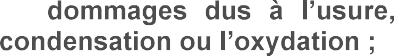 dommages dus à l'usure,
condensation ou l'oxydation ;